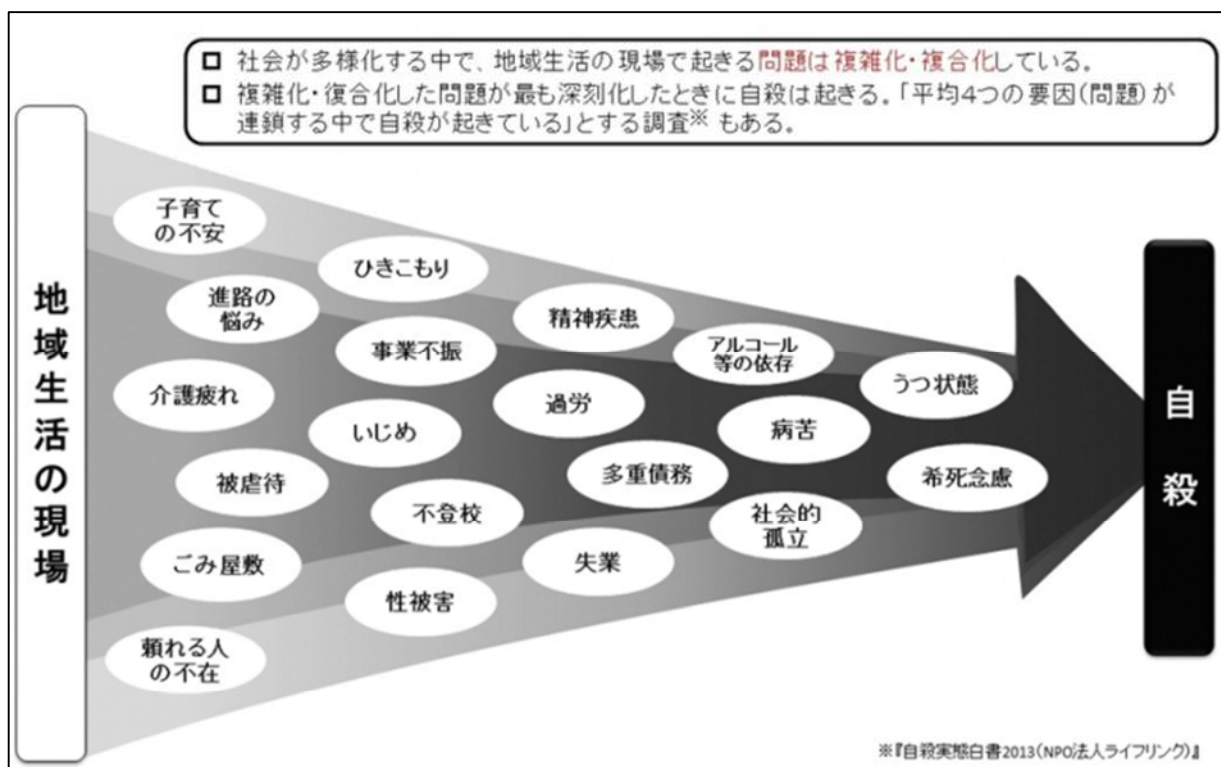 □ 社会が多様化する中で、地域生活の現場で起きる問題は複雑化・複合化している。
□ 複雑化・復合化した問題が最も深刻化したときに自殺は起きる。「平均4つの要因(問題)が
連鎖する中で自殺が起きている」とする調査※ もある。
地域生活の現場
子育て
の不安
ひきこもり
進路の
悩み
精神疾患
事業不振
アルコール
等の依存
うつ状態
介護疲れ
過労
いじめ
病苦
被虐待
多重債務
希死念慮
不登校
社会的
孤立
ごみ屋敷
失業
性被害
頼れる人
の不在
自殺
※『自殺実態白書2013(NPO法人ライフリンク)』